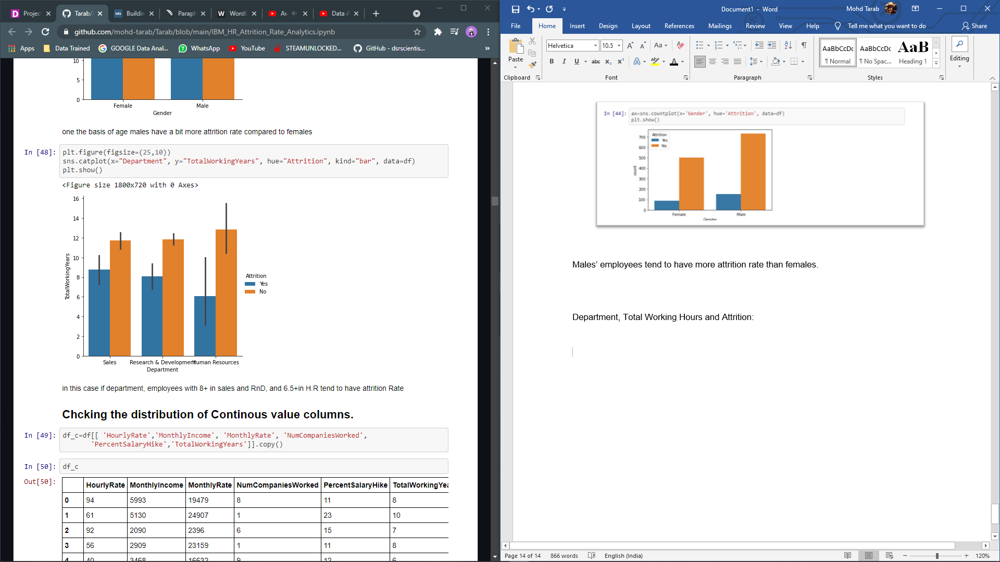 Project
Tarab/
tds Buildin
Paraph
W WordC
Av
Data A
github.com/mohd-tarab/Tarab/blob/main/IBM_HR_Attrition_Rate_Analytics.ipynb
Apps
Data Trained
GOOGLE Data Anal...
WhatsApp
YouTube
STEAMUNLOCKED...
GitHub - dsrscientis...
»
10
5
0
Female Male
Gender
one the basis of age males have a bit more attrition rate compared to females
In [48]: plt.figure(figsize=(25,10))
sns.catplot(x="Department", y="TotalWorkingYears", hue="Attrition", kind="bar", data=df)
plt.show()
<Figure size 1800x720 with 0 Axes>
16
14
12
10
8
6
4
2
0
TotalWorkingYears
Attrition
Yes
No
Sales Research & Development Human Resources
Department
in this case if department, employees with 8+ in sales and RnD, and 6.5+in H.R tend to have attrition Rate
Chcking the distribution of Continous value columns.
In [49]: df_c=df[[ 'HourlyRate','MonthlyIncome', 'MonthlyRate', 'NumCompaniesWorked',
'PercentSalaryHike','TotalWorkingYears']].copy()
In [50]: df_c
Out[50]:
HourlyRate MonthlyIncome MonthlyRate NumCompaniesWorked PercentSalaryHike TotalWorkingYea
0 94 5993 19479 8 11 8
1 61 5130 24907 1 23 10
2 92 2090 2396 6 15 7
3 56 2909 23159 1 11 8
4 40 3468 16632 9 12 6
Document1 - Word
Mohd Tarab
File Home Insert Design Layout References Mailings Review View Help Tell me what you want to do Share
Paste
Clipboard
Helvetica 10.5
Aa
B I U abc x₂ x²
Font
Paragraph
AaBbCcDc AaBbCcDc AaB
¶ Normal ¶ No Spac... Heading 1
Styles
Editing
In [44]: ax=sns.countplot(x='Gender', hue='Attrition', data=df)
plt.show()
700
600
500
400
300
200
100
0
count
Attrition
Yes
No
Female Male
Gender
Males’ employees tend to have more attrition rate than females.
Department, Total Working Hours and Attrition:
Page 14 of 14 866 words English (India) 120%